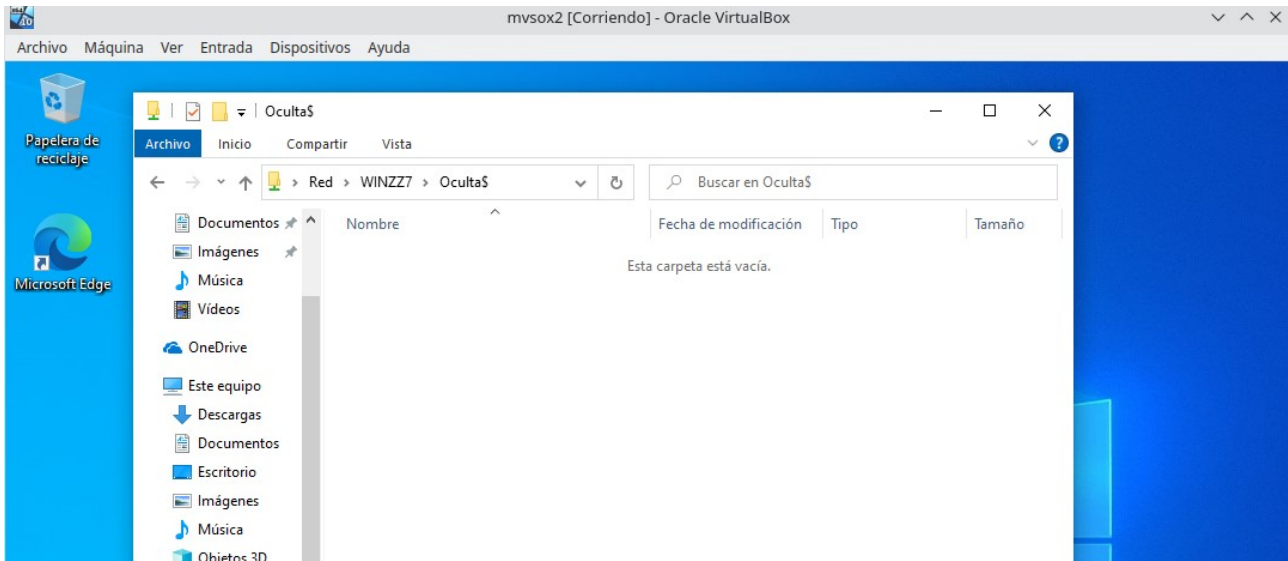 mvsox2 [Corriendo] - Oracle VirtualBox
Archivo Máquina Ver Entrada Dispositivos Ayuda
Papelera de
reciclaje
Microsoft Edge
Oculta$
Archivo Inicio Compartir Vista
Red > WINZZ7 > Oculta$
Buscar en Oculta$
Nombre Fecha de modificación Tipo Tamaño
Esta carpeta está vacía.
Documentos
Imágenes
Música
Vídeos
OneDrive
Este equipo
Descargas
Documentos
Escritorio
Imágenes
Música
Objetos 3D